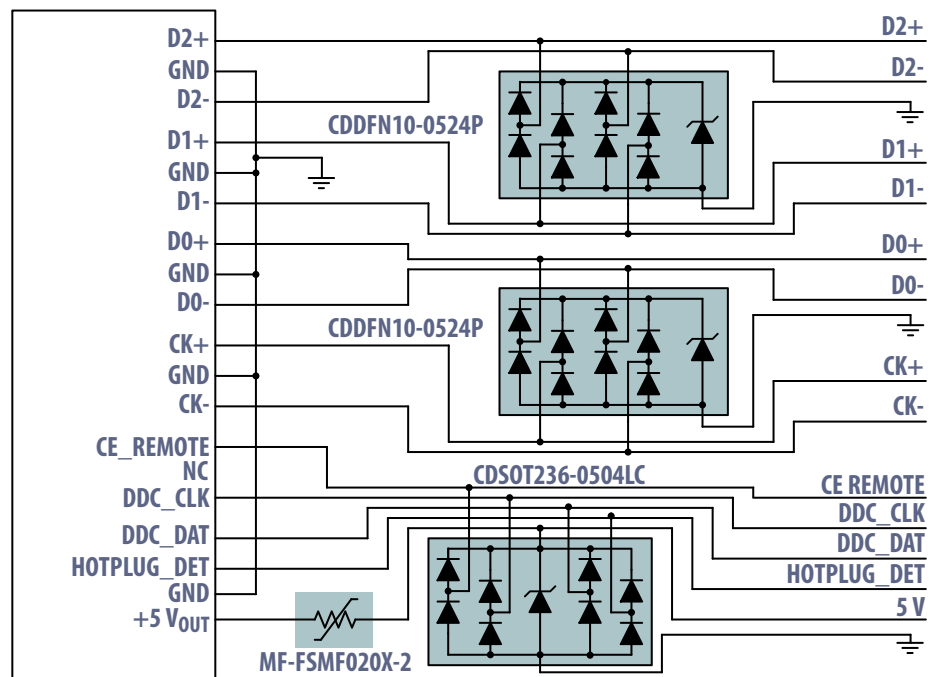 D2+
GND
D2-
D1+
GND
D1-
D0+
GND
D0-
CK+
GND
CK-
CE_REMOTE
NC
DDC_CLK
DDC_DAT
HOTPLUG_DET
GND
+5 VOUT
CDDFN10-0524P
CDDFN10-0524P
CDSOT236-0504LC
MF-FSMF020X-2
D2+
D2-
D1+
D1-
D0+
D0-
CK+
CK-
CE REMOTE
DDC_CLK
DDC_DAT
HOTPLUG_DET
5 V